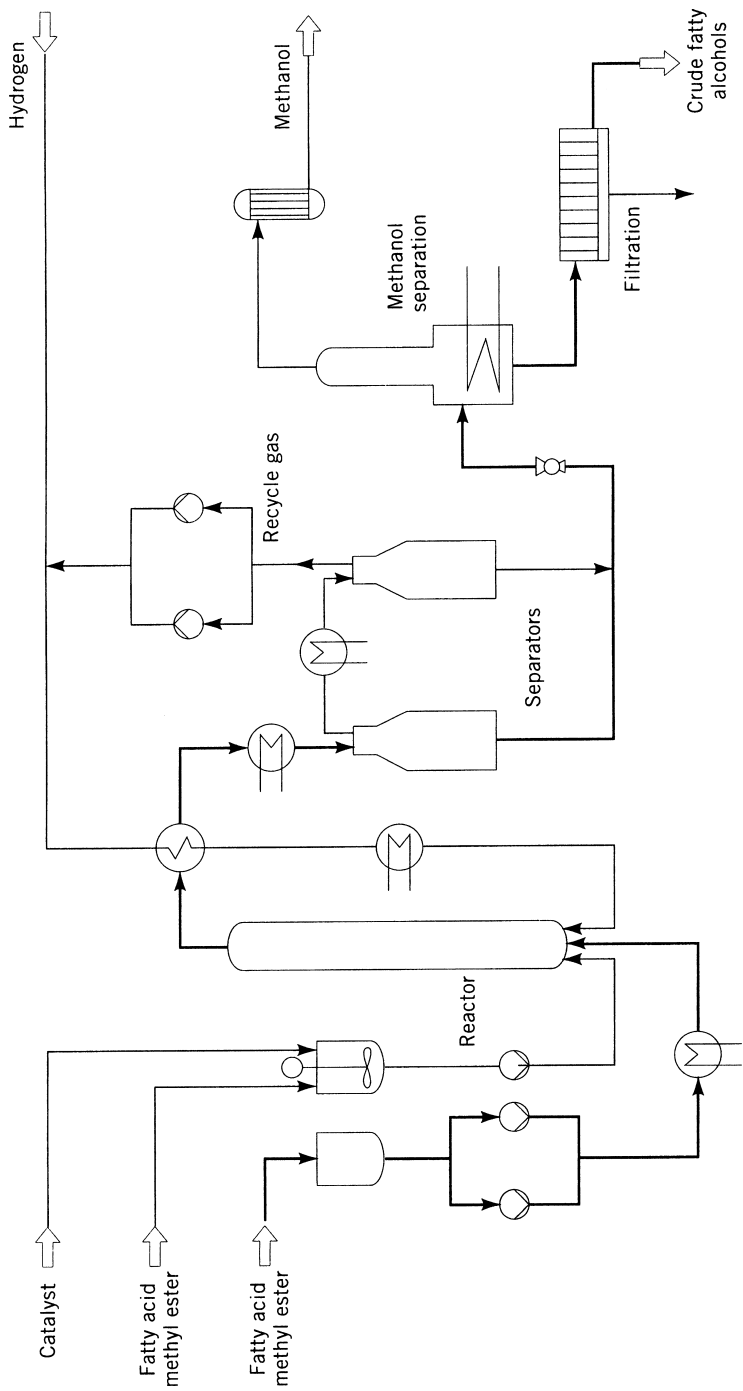 Catalyst
Fatty acid
methyl ester
Fatty acid
methyl ester
Reactor
Separators
Recycle gas
Hydrogen
Methanol
separation
Methanol
Filtration
Crude fatty
alcohols